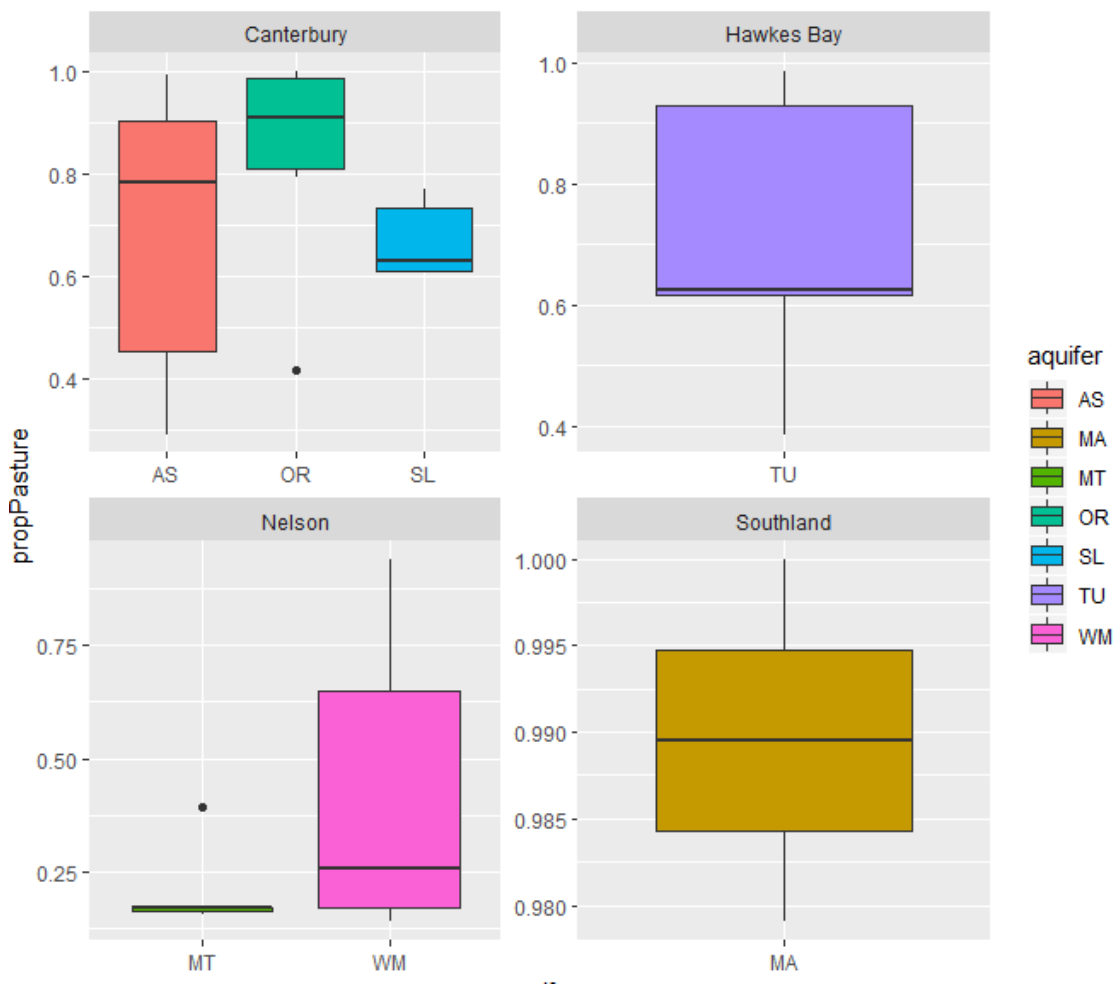 Canterbury
Hawkes Bay
1.0
0.8
0.6
0.4
AS
OR
SL
1.0
0.8
0.6
0.4
TU
propPasture
Nelson
Southland
0.75
0.50
0.25
MT
WM
1.000
0.995
0.990
0.985
0.980
MA
aquifer
AS
MA
MT
OR
SL
TU
WM